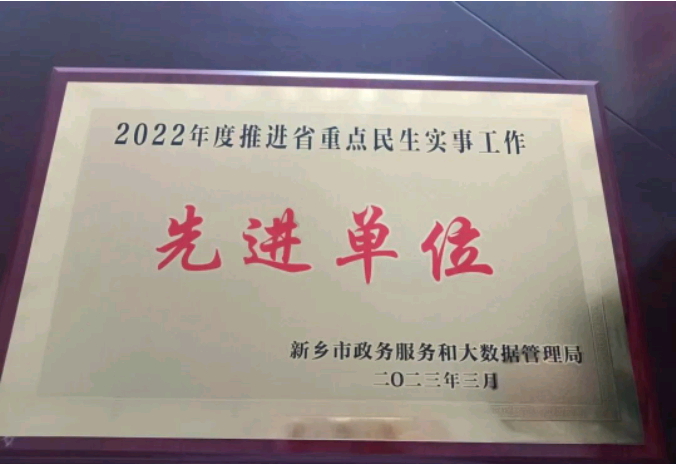 2022年度推进省重点民生实事工作
先进单位
新乡市政务服务和大数据管理局
二〇二三年三月